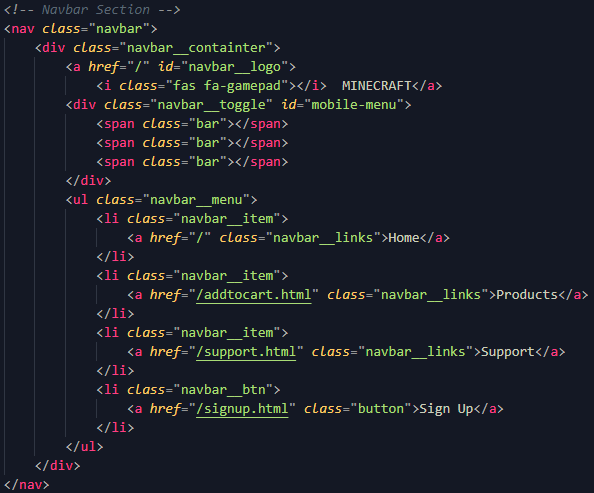 <!-- Navbar Section -->
<nav class="navbar">
<div class="navbar__containter">
<a href="/" id="navbar__logo">
<i class="fas fa-gamepad"></i>  MINECRAFT</a>
<div class="navbar__toggle" id="mobile-menu">
<span class="bar"></span>
<span class="bar"></span>
<span class="bar"></span>
</div>
<ul class="navbar__menu">
<li class="navbar__item">
<a href="/" class="navbar__links">Home</a>
</li>
<li class="navbar__item">
<a href="/addtocart.html" class="navbar__links">Products</a>
</li>
<li class="navbar__item">
<a href="/support.html" class="navbar__links">Support</a>
</li>
<li class="navbar__btn">
<a href="/signup.html" class="button">Sign Up</a>
</li>
</ul>
</div>
</nav>